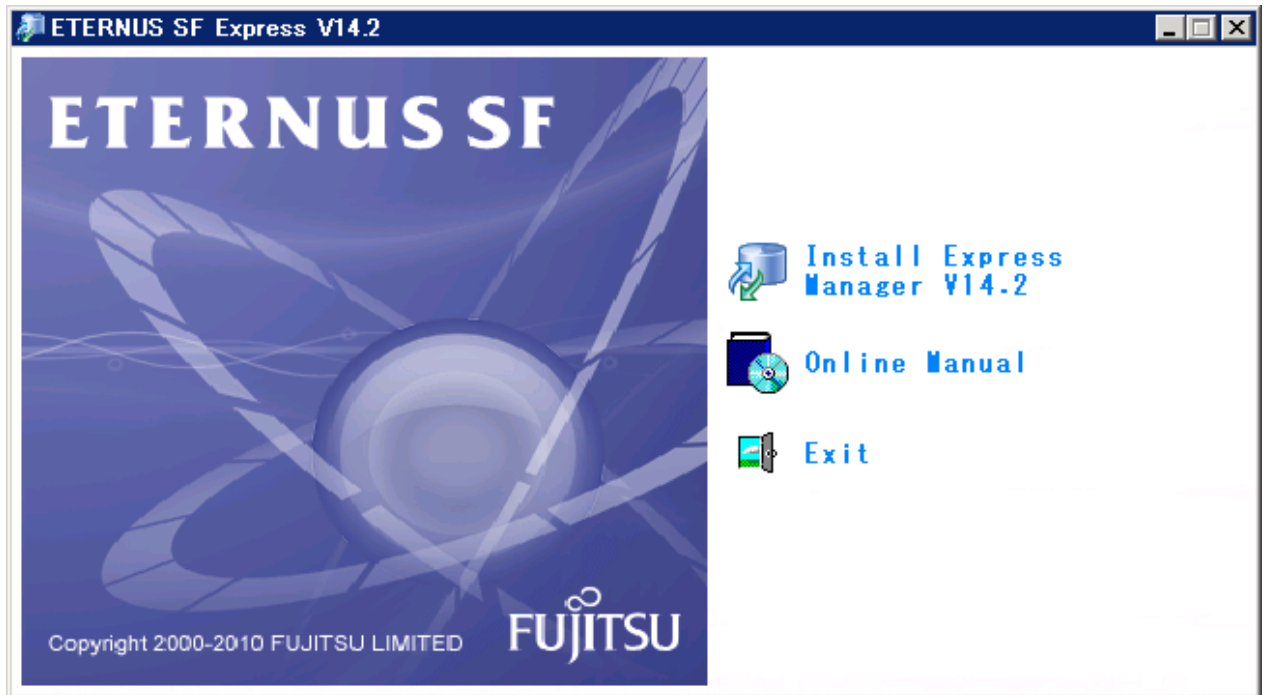 ETERNUS SF Express V14.2
ETERNUS SF
Install Express
Manager V14.2
Online Manual
Exit
Copyright 2000-2010 FUJITSU LIMITED
FUJITSU